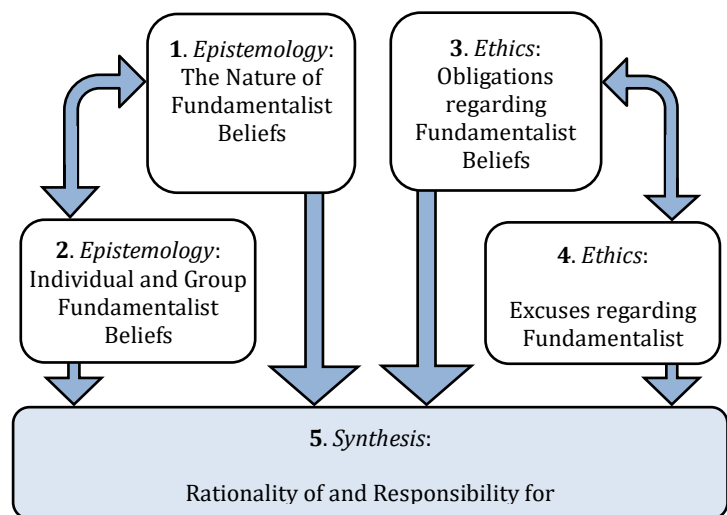 1. Epistemology:
The Nature of
Fundamentalist
Beliefs
3. Ethics:
Obligations
regarding
Fundamentalist
Beliefs
2. Epistemology:
Individual and Group
Fundamentalist
Beliefs
4. Ethics:
Excuses regarding
Fundamentalist
5. Synthesis:
Rationality of and Responsibility for